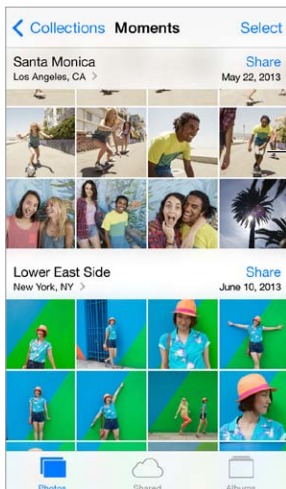 Collections Moments Select
Santa Monica Share
Los Angeles, CA > May 22, 2013
Lower East Side Share
New York, NY > June 10, 2013
Photos Shared Albums